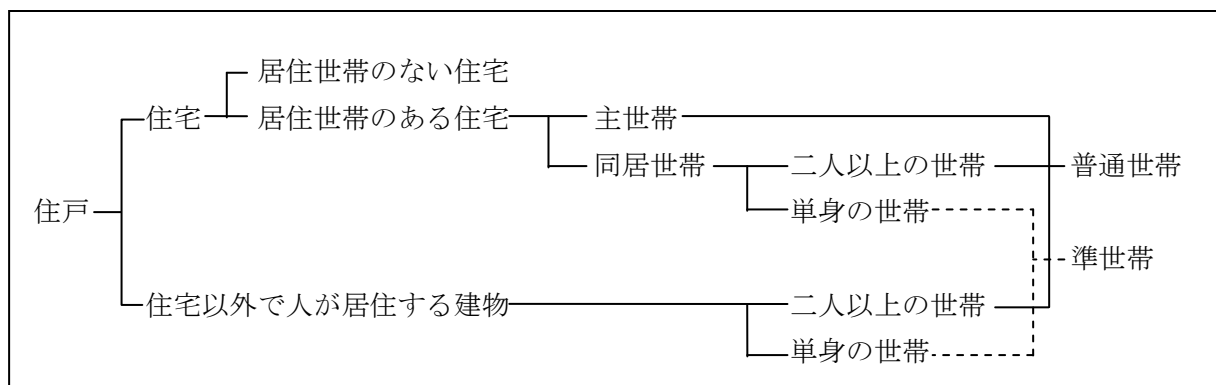 居住世帯のない住宅
住宅 居住世帯のある住宅 主世帯
同居世帯 二人以上の世帯 普通世帯
住戸 単身の世帯
準世帯
住宅以外で人が居住する建物 二人以上の世帯
単身の世帯